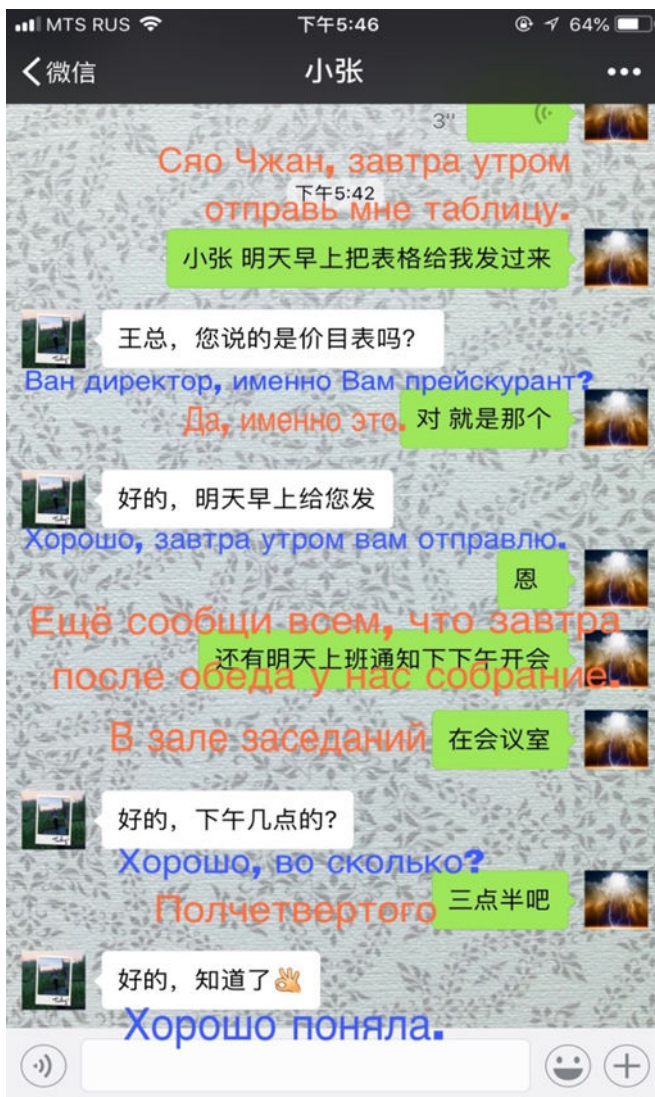 MTS RUS 下午5:46 64%
微信 小张
3"
Сяо Чжан, завтра утром
下午5:42
отправь мне таблицу.
小张 明天早上把表格给我发过来
王总，您说的是价目表吗?
Ван директор, именно Вам прейскурант?
Да, именно это. 对 就是那个
好的，明天早上给您发
Хорошо, завтра утром вам отправлю.
恩
Ещё сообщи всем, что завтра
还有明天上班通知下下午开会
после обеда у нас собрание.
В зале заседаний 在会议室
好的，下午几点的?
Хорошо, во сколько?
Полчетвертого 三点半吧
好的，知道了👌
Хорошо поняла.